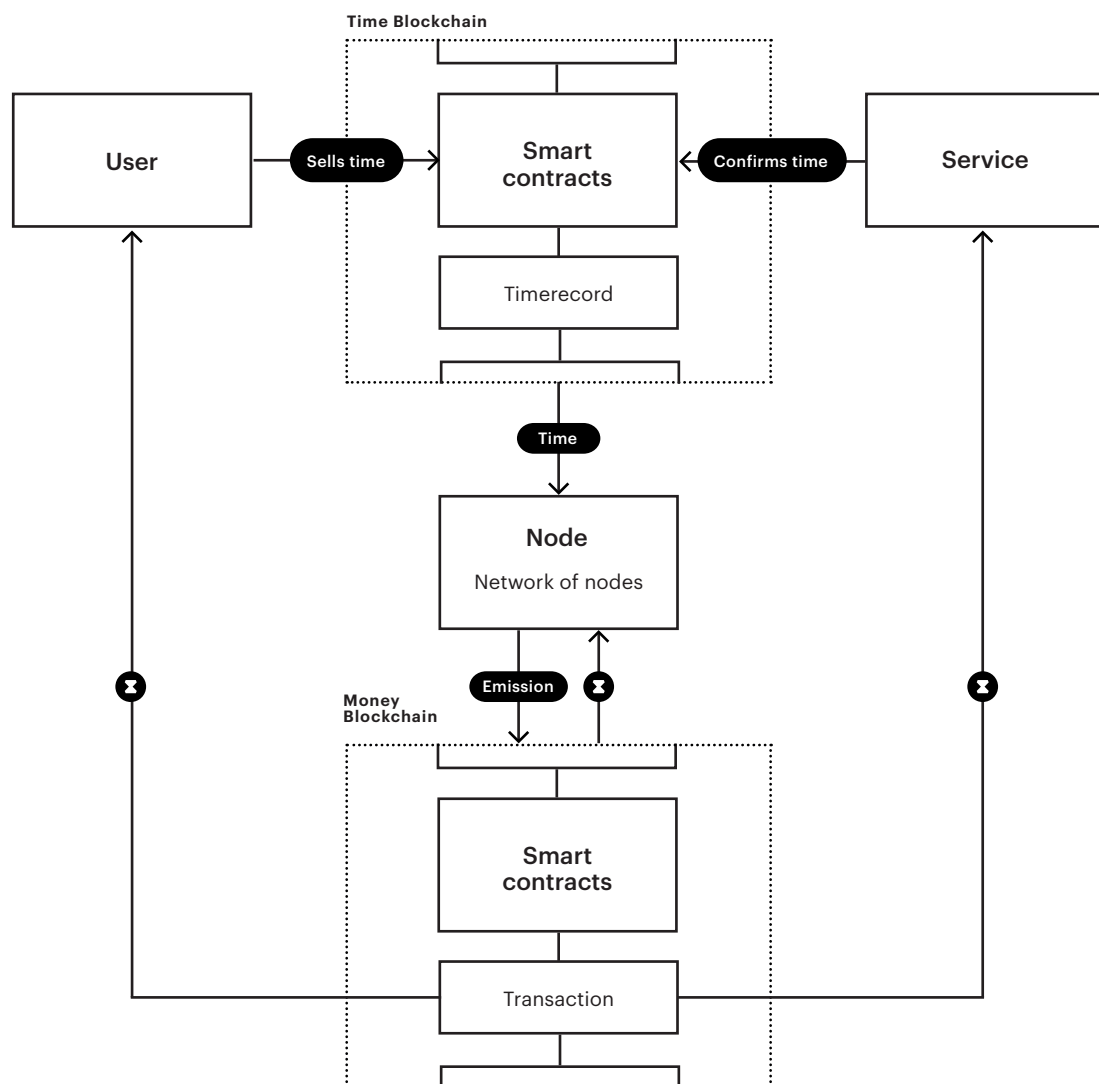 Time Blockchain
User
Sells time
Smart
contracts
Confirms time
Service
Timerecord
Time
Node
Network of nodes
Emission
Money
Blockchain
Smart
contracts
Transaction